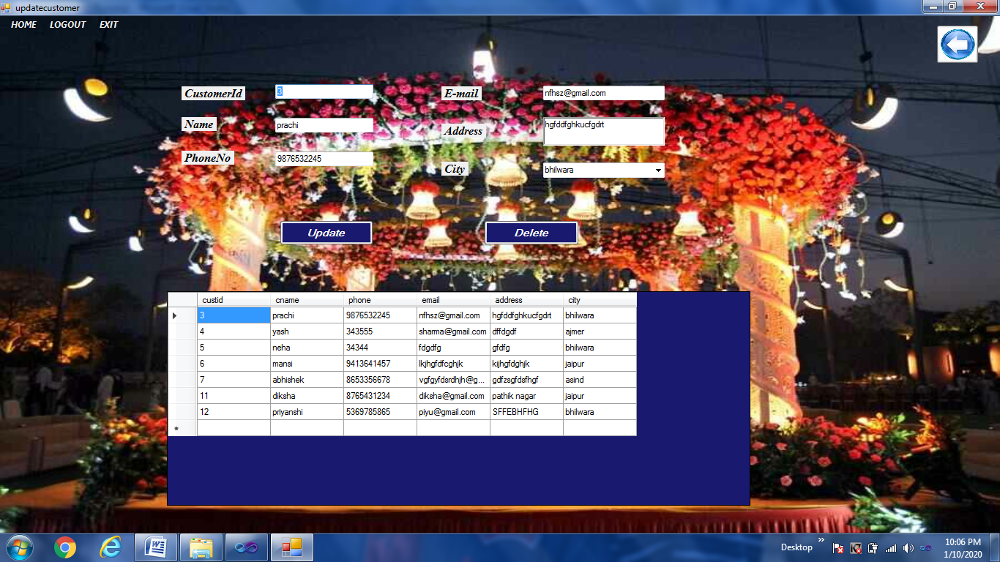 updatecustomer
HOME LOGOUT EXIT
CustomerId 3 E-mail nfhsz@gmail.com
Name prachi Address hgfddfghkucfgdrt
PhoneNo 9876532245 City bhilwara
Update Delete
custid cname phone email address city
3 prachi 9876532245 nfhsz@gmail.com hgfddfghkucfgdrt bhilwara
4 yash 343555 sharma@gmail.com dffdgdf ajmer
5 neha 34344 fdgdfg gfdfg bhilwara
6 mansi 9413641457 lkjhgfdfcghjk kijhgfdghjk jaipur
7 abhishek 8653356678 vgfgyfdsrdhjh@g... gdfzsgfdsfhgf asind
11 diksha 8765431234 diksha@gmail.com pathik nagar jaipur
12 priyanshi 5369785865 piyu@gmail.com SFFEBHFHG bhilwara
Desktop
10:06 PM
1/10/2020